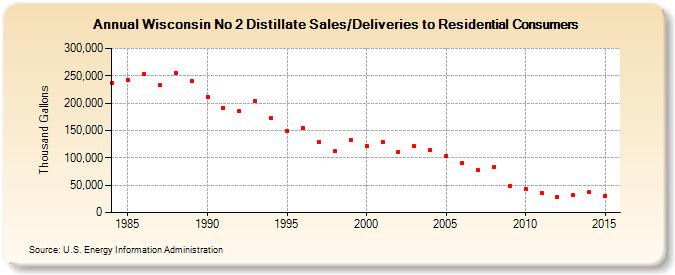 Annual Wisconsin No 2 Distillate Sales/Deliveries to Residential Consumers
Thousand Gallons
300,000
250,000
200,000
150,000
100,000
50,000
0
1985 1990 1995 2000 2005 2010 2015
Source: U.S. Energy Information Administration